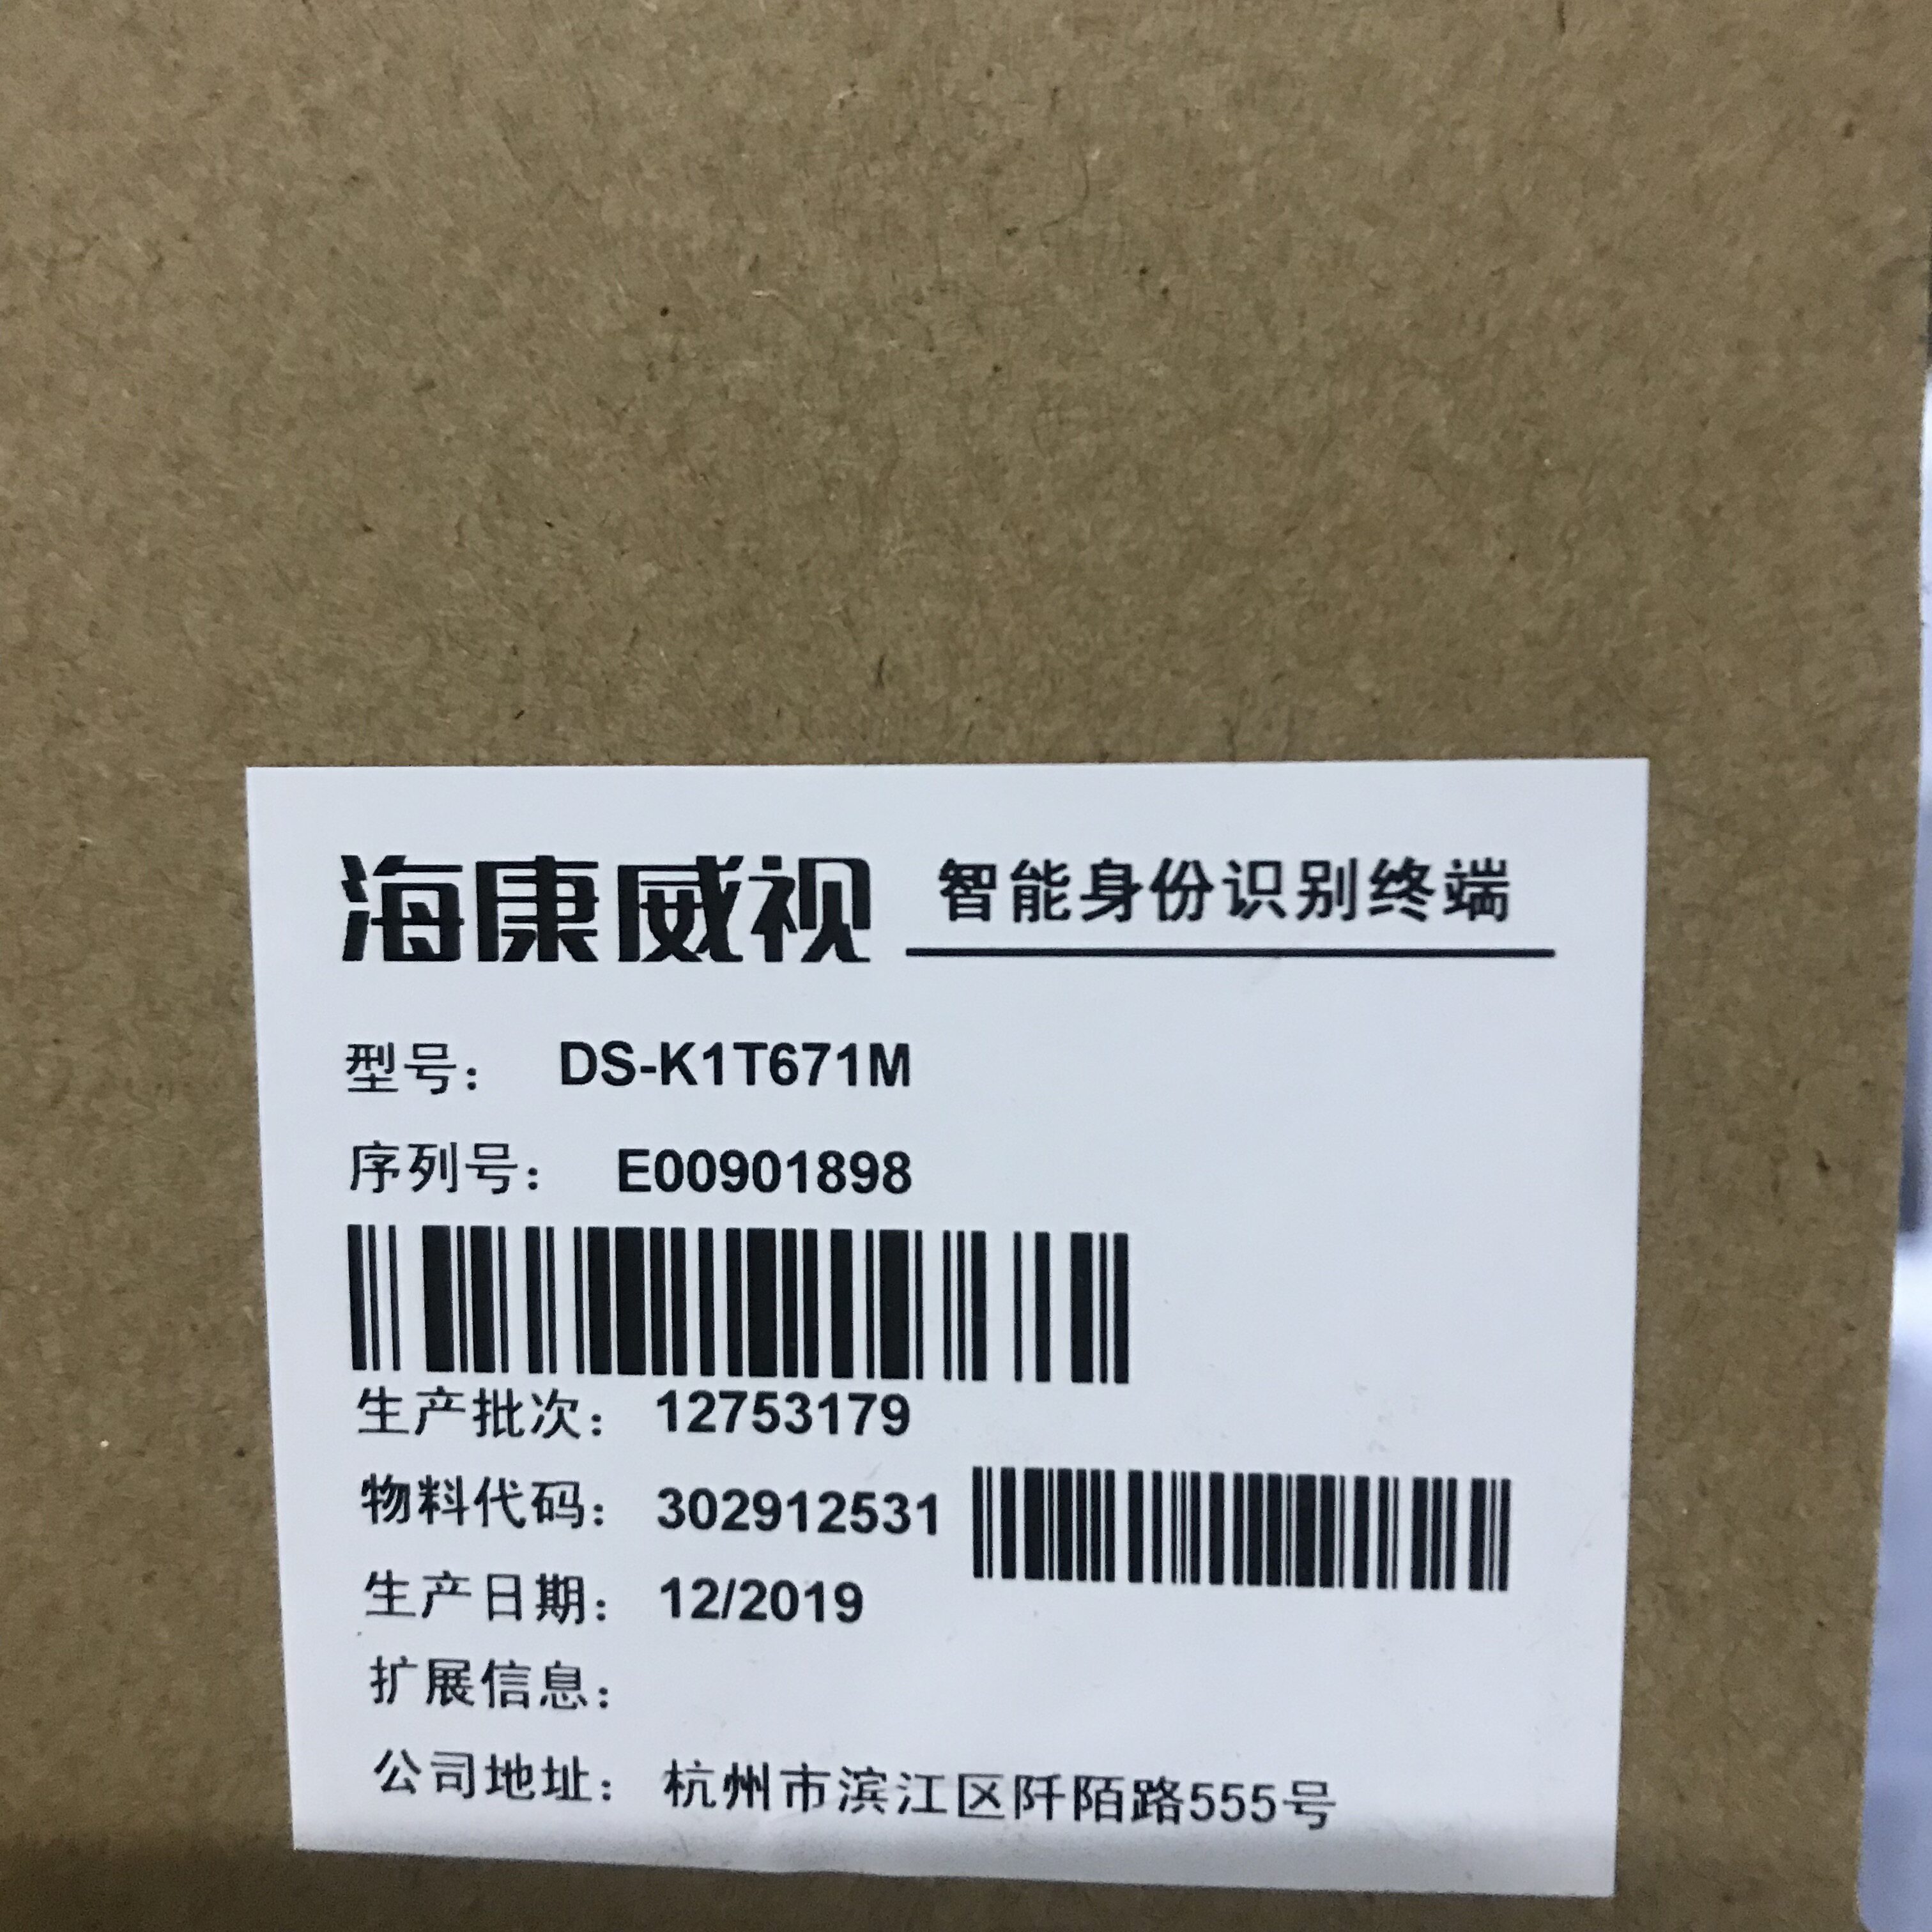 海康威视 智能身份识别终端
型号： DS-K1T671M
序列号： E00901898
生产批次： 12753179
物料代码： 302912531
生产日期： 12/2019
扩展信息：
公司地址： 杭州市滨江区阡陌路555号